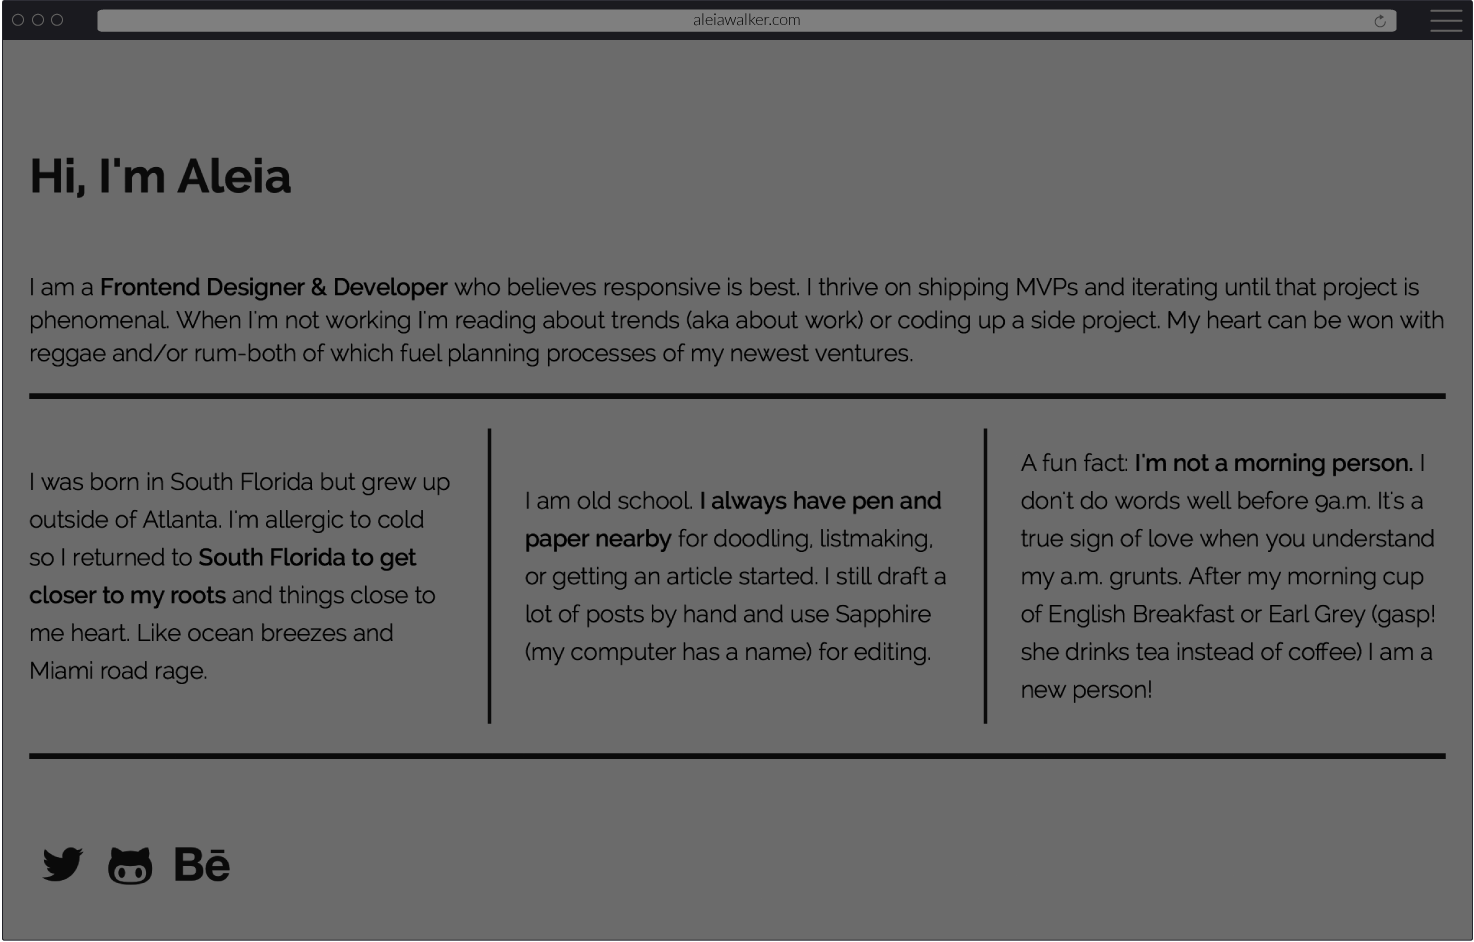 aleiawalker.com
Hi, I'm Aleia
I am a Frontend Designer & Developer who believes responsive is best. I thrive on shipping MVPs and iterating until that project is
phenomenal. When I'm not working I'm reading about trends (aka about work) or coding up a side project. My heart can be won with
reggae and/or rum-both of which fuel planning processes of my newest ventures.
I was born in South Florida but grew up
outside of Atlanta. I'm allergic to cold
so I returned to South Florida to get
closer to my roots and things close to
me heart. Like ocean breezes and
Miami road rage.
I am old school. I always have pen and
paper nearby for doodling, listmaking,
or getting an article started. I still draft a
lot of posts by hand and use Sapphire
(my computer has a name) for editing.
A fun fact: I'm not a morning person. I
don't do words well before 9a.m. It's a
true sign of love when you understand
my a.m. grunts. After my morning cup
of English Breakfast or Earl Grey (gasp!
she drinks tea instead of coffee) I am a
new person!
Bē